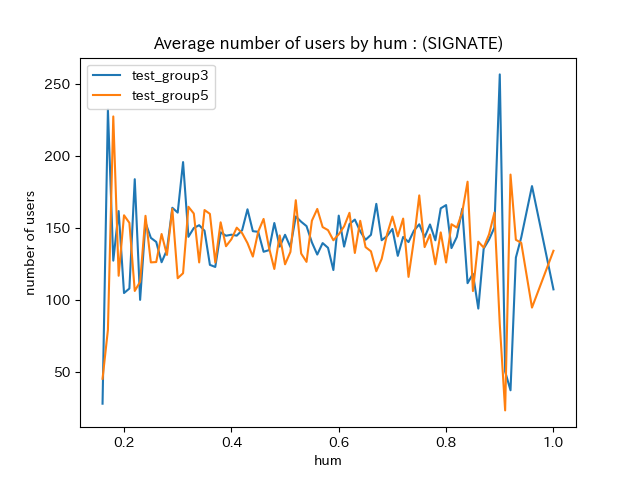 Average number of users by hum : (SIGNATE)
test_group3
test_group5
250
200
150
100
50
number of users
0.2
0.4
0.6
0.8
1.0
hum